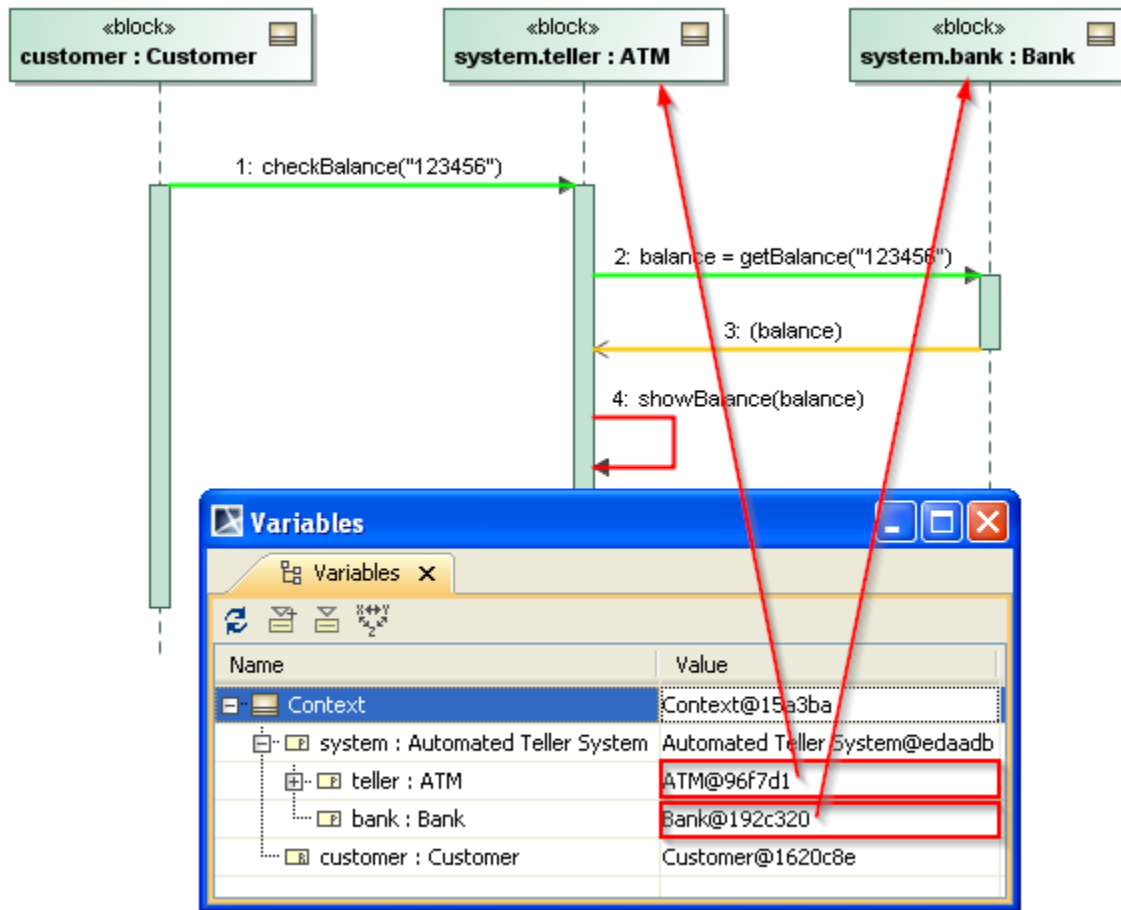 «block»
customer : Customer
«block»
system.teller : ATM
«block»
system.bank : Bank
1: checkBalance("123456")
2: balance = getBalance("123456")
3: (balance)
4: showBalance(balance)
Variables
Variables X
Name Value
Context Context@15a3ba
system : Automated Teller System Automated Teller System@edaadb
teller : ATM ATM@96f7d1
bank : Bank Bank@192c320
customer : Customer Customer@1620c8e